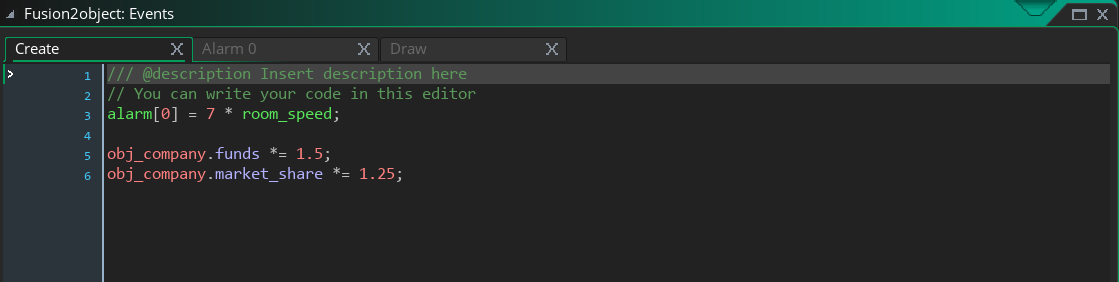 Fusion2object: Events
Create
Alarm 0
Draw
1 /// @description Insert description here
2 // You can write your code in this editor
3 alarm[0] = 7 * room_speed;
4
5 obj_company.funds *= 1.5;
6 obj_company.market_share *= 1.25;